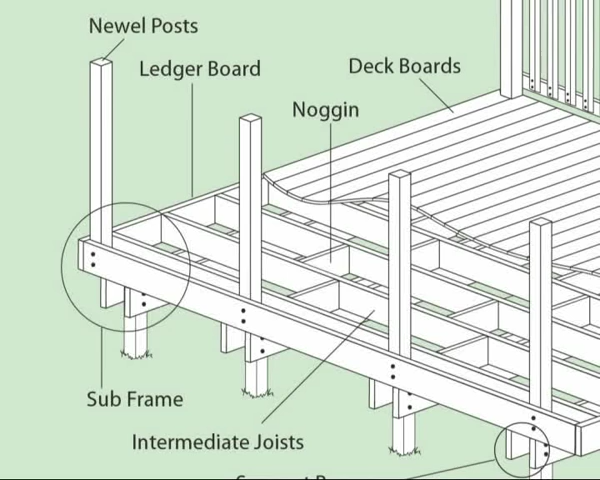 Newel Posts
Ledger Board
Deck Boards
Noggin
Sub Frame
Intermediate Joists